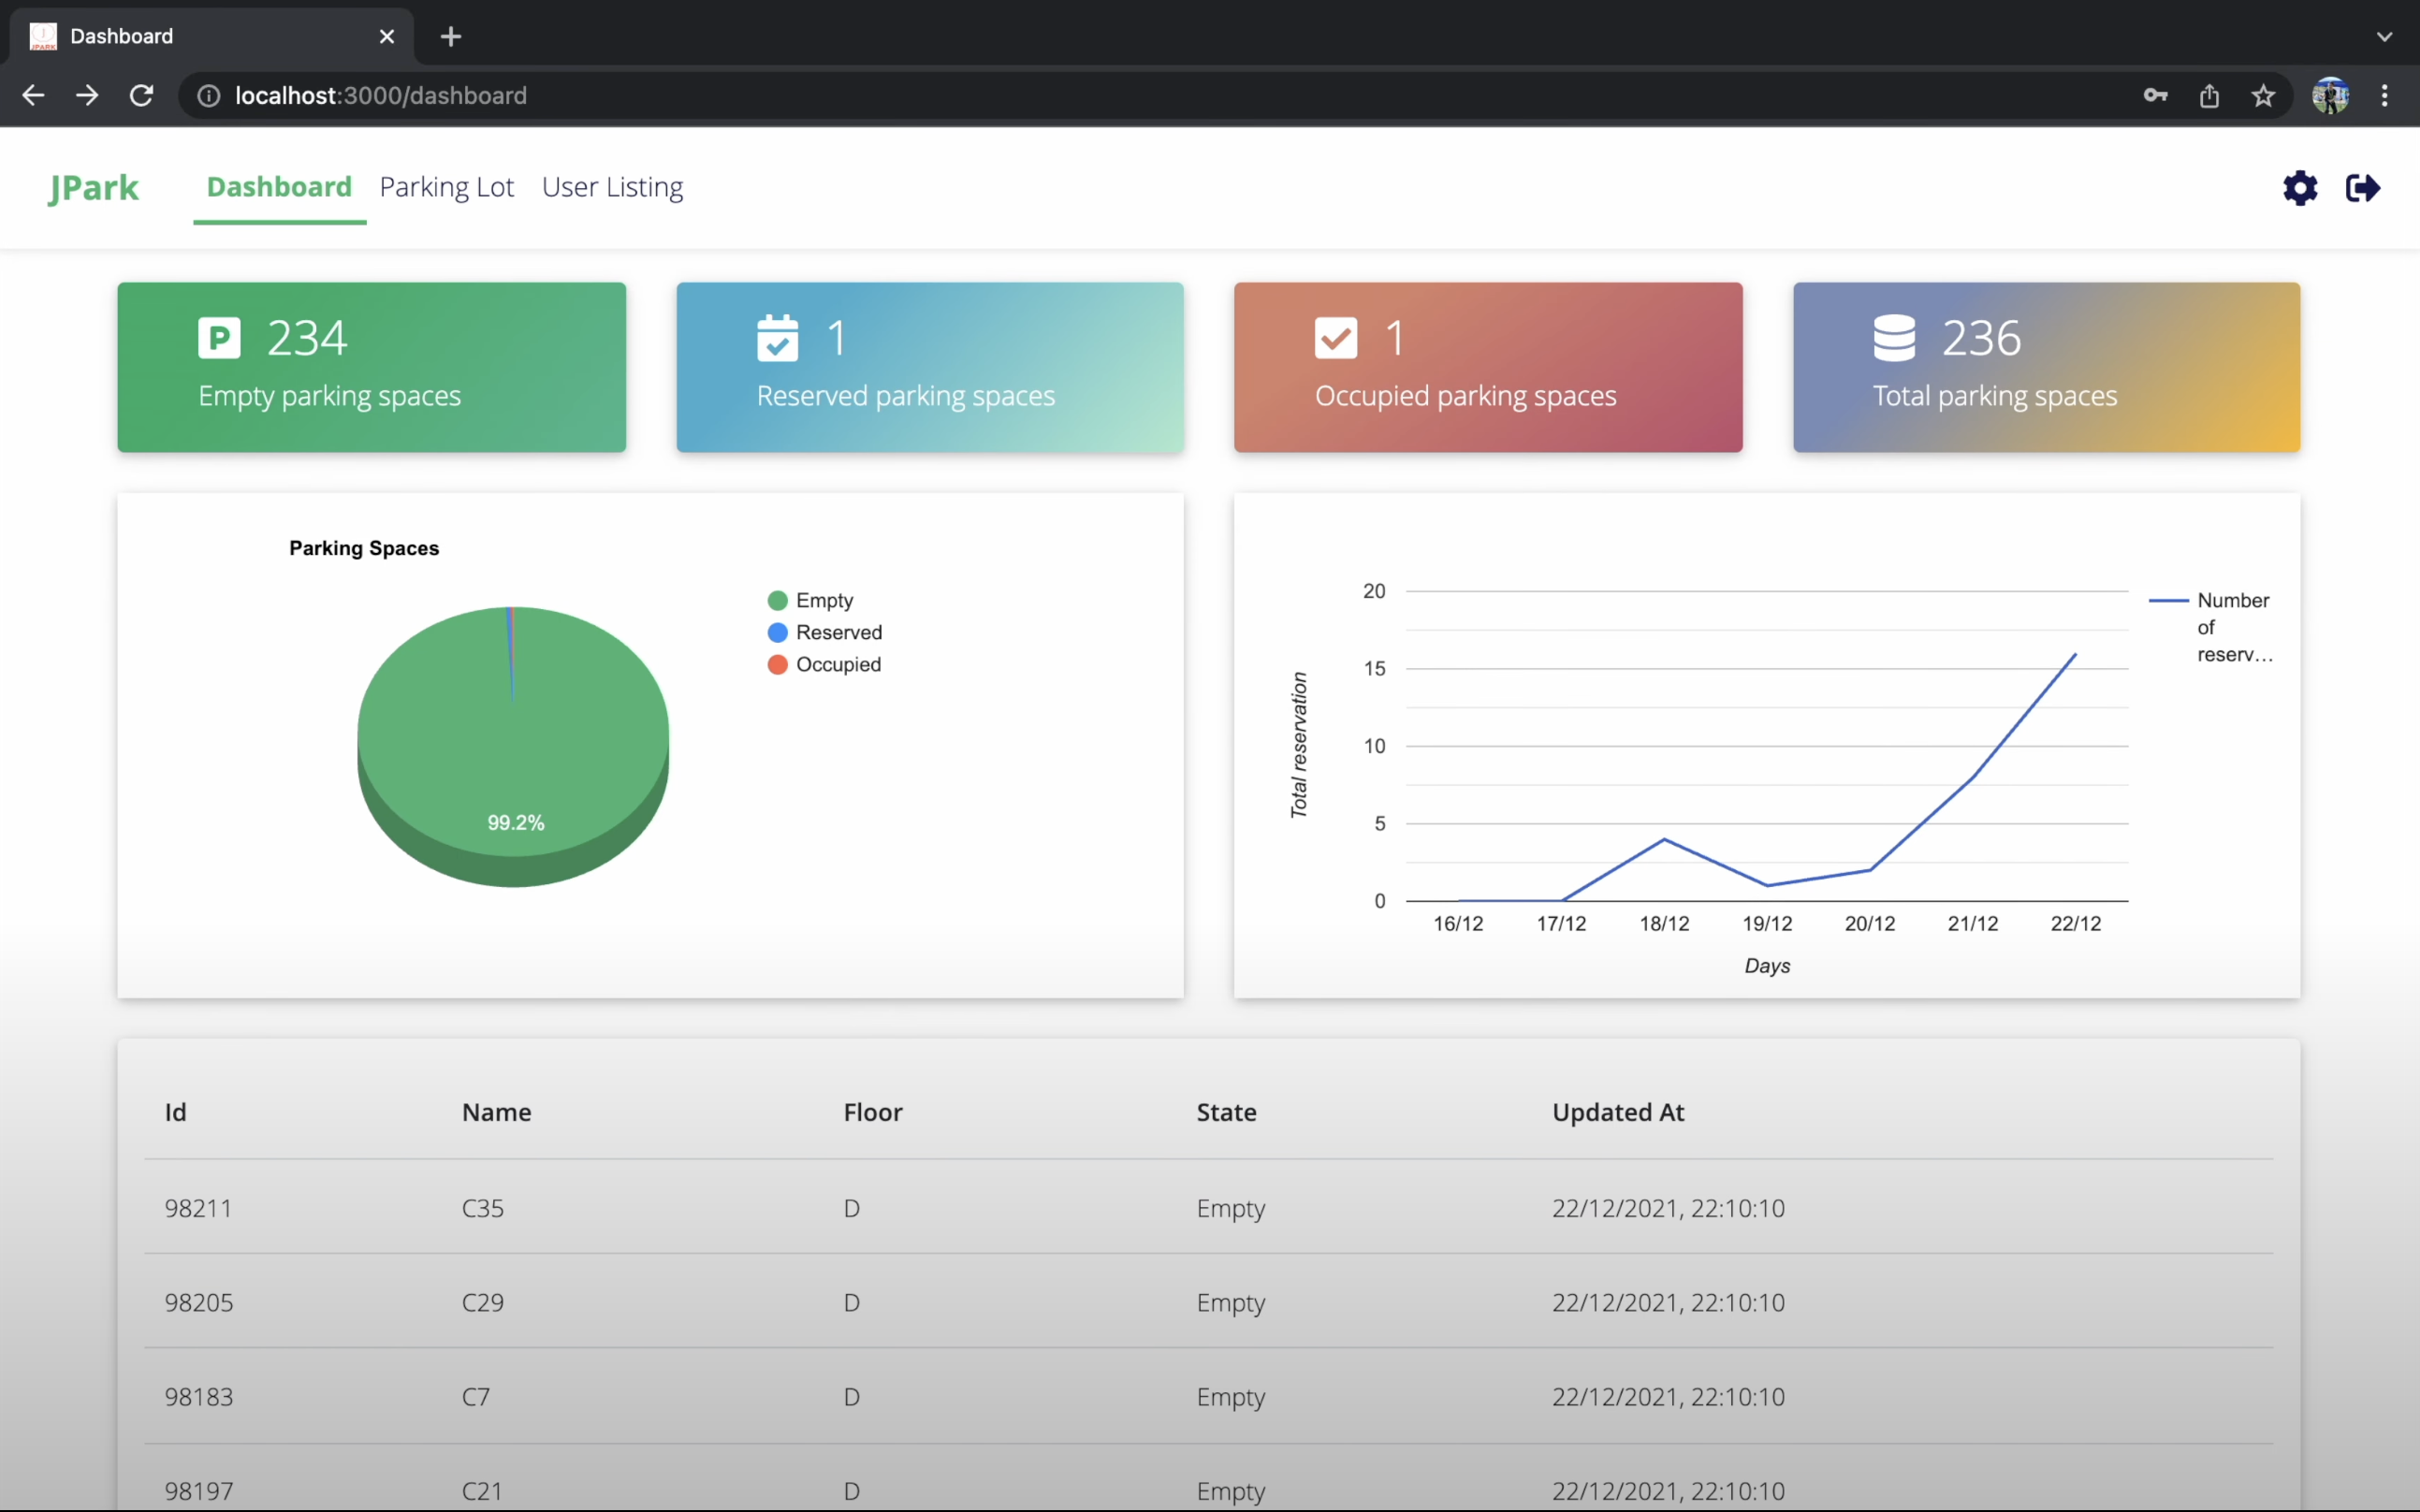 Dashboard
localhost:3000/dashboard
JPark Dashboard Parking Lot User Listing
P 234
Empty parking spaces
1
Reserved parking spaces
1
Occupied parking spaces
236
Total parking spaces
Parking Spaces
Empty
Reserved
Occupied
99.2%
20
15
10
5
0
Total reservation
Number
of
reserv...
16/12 17/12 18/12 19/12 20/12 21/12 22/12
Days
Id Name Floor State Updated At
98211 C35 D Empty 22/12/2021, 22:10:10
98205 C29 D Empty 22/12/2021, 22:10:10
98183 C7 D Empty 22/12/2021, 22:10:10
98197 C21 D Empty 22/12/2021, 22:10:10